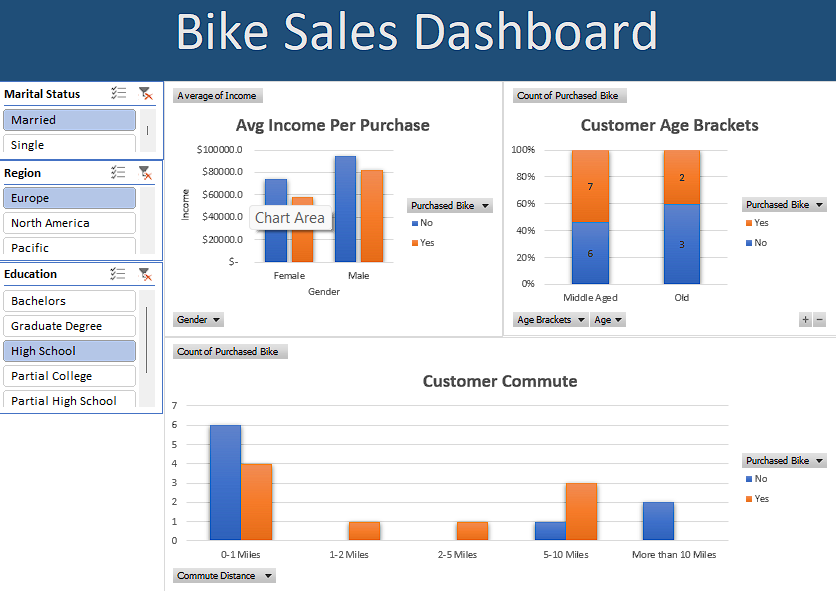 Bike Sales Dashboard
Marital Status
Married
Single
Region
Europe
North America
Pacific
Education
Bachelors
Graduate Degree
High School
Partial College
Partial High School
Average of Income
Avg Income Per Purchase
$100000.0
$80000.0
$60000.0
$40000.0
$20000.0
$-
Income
Chart Area
Female
Male
Gender
Purchased Bike
No
Yes
Gender
Count of Purchased Bike
Customer Age Brackets
100%
80%
60%
40%
20%
0%
7
6
2
3
Middle Aged
Old
Purchased Bike
Yes
No
Age Brackets
Age
+ −
Count of Purchased Bike
Customer Commute
7
6
5
4
3
2
1
0
0-1 Miles
1-2 Miles
2-5 Miles
5-10 Miles
More than 10 Miles
Purchased Bike
No
Yes
Commute Distance